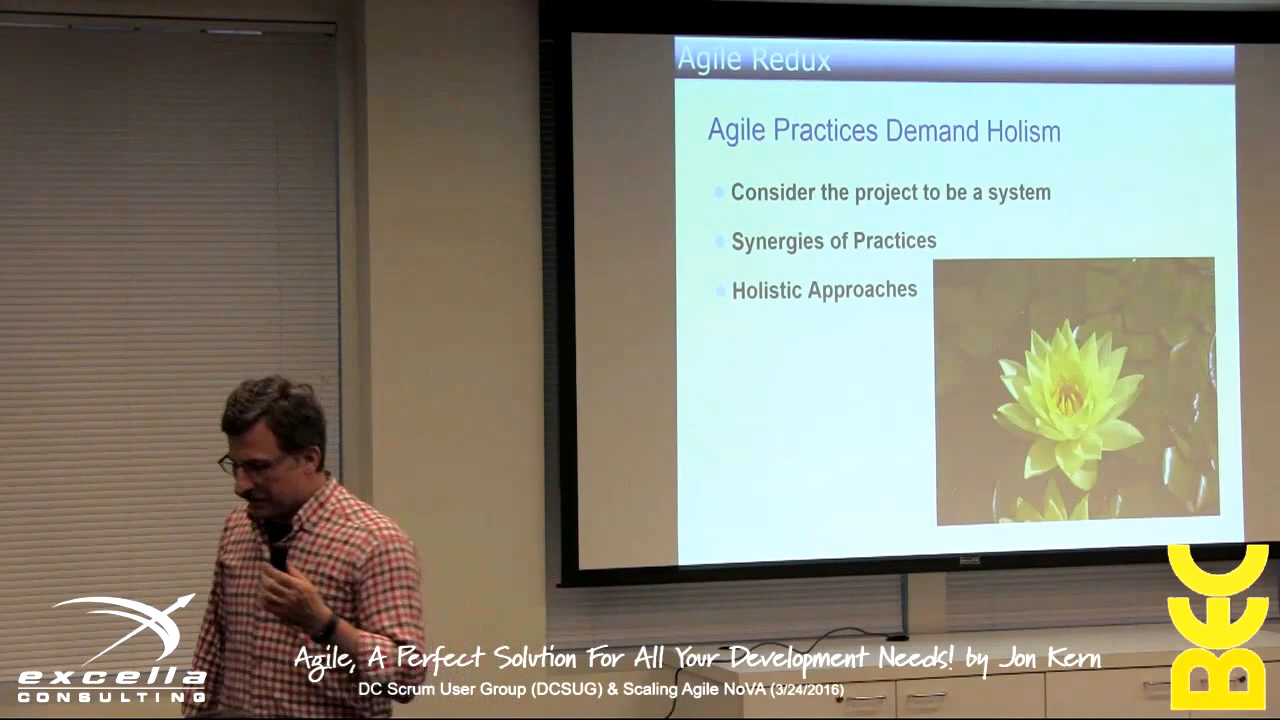 Agile Redux
Agile Practices Demand Holism
Consider the project to be a system
Synergies of Practices
Holistic Approaches
Agile, A Perfect Solution For All Your Development Needs! by Jon Kern
DC Scrum User Group (DCSUG) & Scaling Agile NoVA (3/24/2016)
excella
CONSULTING
BEC